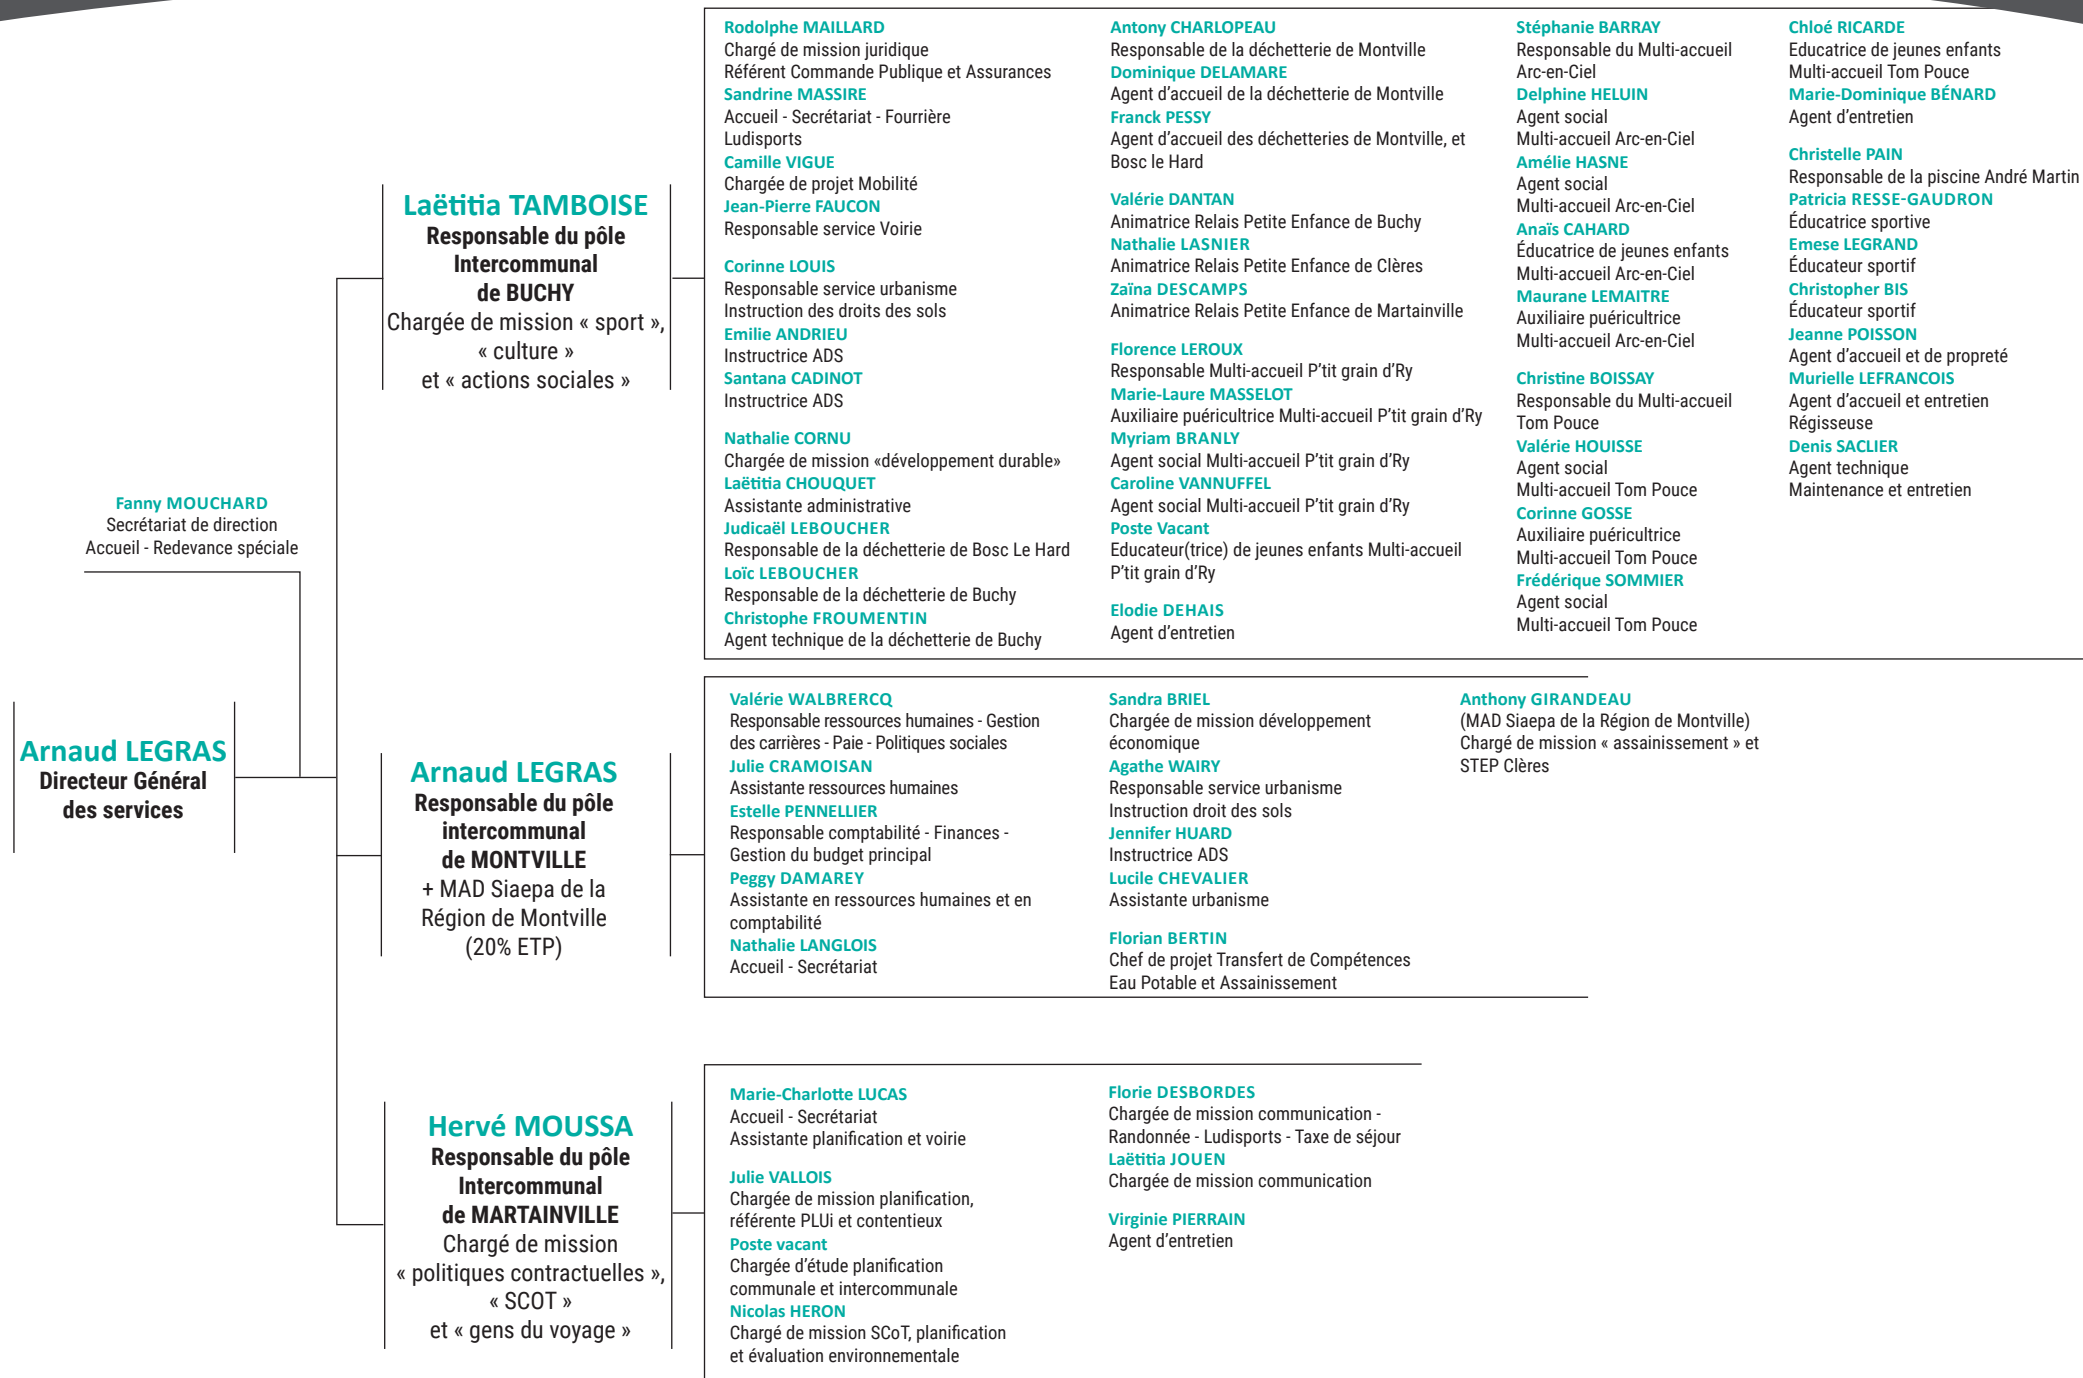 Fanny MOUCHARD
Secrétariat de direction
Accueil - Redevance spéciale
Arnaud LEGRAS
Directeur Général
des services
Laëtitia TAMBOISE
Responsable du pôle
Intercommunal
de BUCHY
Chargée de mission « sport »,
« culture »
et « actions sociales »
Rodolphe MAILLARD
Chargé de mission juridique
Référent Commande Publique et Assurances
Sandrine MASSIRE
Accueil - Secrétariat - Fourrière
Ludisports
Camille VIGUE
Chargée de projet Mobilité
Jean-Pierre FAUCON
Responsable service Voirie
Corinne LOUIS
Responsable service urbanisme
Instruction des droits des sols
Emilie ANDRIEU
Instructrice ADS
Santana CADINOT
Instructrice ADS
Nathalie CORNU
Chargée de mission «développement durable»
Laëtitia CHOUQUET
Assistante administrative
Judicaël LEBOUCHER
Responsable de la déchetterie de Bosc Le Hard
Loïc LEBOUCHER
Responsable de la déchetterie de Buchy
Christophe FROUMENTIN
Agent technique de la déchetterie de Buchy
Antony CHARLOPEAU
Responsable de la déchetterie de Montville
Dominique DELAMARE
Agent d'accueil de la déchetterie de Montville
Franck PESSY
Agent d'accueil des déchetteries de Montville, et
Bosc le Hard
Valérie DANTAN
Animatrice Relais Petite Enfance de Buchy
Nathalie LASNIER
Animatrice Relais Petite Enfance de Clères
Zaïna DESCAMPS
Animatrice Relais Petite Enfance de Martainville
Florence LEROUX
Responsable Multi-accueil P'tit grain d'Ry
Marie-Laure MASSELOT
Auxiliaire puéricultrice Multi-accueil P'tit grain d'Ry
Myriam BRANLY
Agent social Multi-accueil P'tit grain d'Ry
Caroline VANNUFFEL
Agent social Multi-accueil P'tit grain d'Ry
Poste Vacant
Educateur(trice) de jeunes enfants Multi-accueil
P'tit grain d'Ry
Elodie DEHAIS
Agent d'entretien
Stéphanie BARRAY
Responsable du Multi-accueil
Arc-en-Ciel
Delphine HELUIN
Agent social
Multi-accueil Arc-en-Ciel
Amélie HASNE
Agent social
Multi-accueil Arc-en-Ciel
Anaïs CAHARD
Éducatrice de jeunes enfants
Multi-accueil Arc-en-Ciel
Maurane LEMAITRE
Auxiliaire puéricultrice
Multi-accueil Arc-en-Ciel
Christine BOISSAY
Responsable du Multi-accueil
Tom Pouce
Valérie HOUISSE
Agent social
Multi-accueil Tom Pouce
Corinne GOSSE
Auxiliaire puéricultrice
Multi-accueil Tom Pouce
Frédérique SOMMIER
Agent social
Multi-accueil Tom Pouce
Chloé RICARDE
Educatrice de jeunes enfants
Multi-accueil Tom Pouce
Marie-Dominique BÉNARD
Agent d'entretien
Christelle PAIN
Responsable de la piscine André Martin
Patricia RESSE-GAUDRON
Éducatrice sportive
Emese LEGRAND
Éducateur sportif
Christopher BIS
Éducateur sportif
Jeanne POISSON
Agent d'accueil et de propreté
Murielle LEFRANCOIS
Agent d'accueil et entretien
Régisseuse
Denis SACLIER
Agent technique
Maintenance et entretien
Arnaud LEGRAS
Responsable du pôle
intercommunal
de MONTVILLE
+ MAD Siaepa de la
Région de Montville
(20% ETP)
Valérie WALBRERCQ
Responsable ressources humaines - Gestion
des carrières - Paie - Politiques sociales
Julie CRAMOISAN
Assistante ressources humaines
Estelle PENNELLIER
Responsable comptabilité - Finances -
Gestion du budget principal
Peggy DAMAREY
Assistante en ressources humaines et en
comptabilité
Nathalie LANGLOIS
Accueil - Secrétariat
Sandra BRIEL
Chargée de mission développement
économique
Agathe WAIRY
Responsable service urbanisme
Instruction droit des sols
Jennifer HUARD
Instructrice ADS
Lucile CHEVALIER
Assistante urbanisme
Florian BERTIN
Chef de projet Transfert de Compétences
Eau Potable et Assainissement
Anthony GIRANDEAU
(MAD Siaepa de la Région de Montville)
Chargé de mission « assainissement » et
STEP Clères
Hervé MOUSSA
Responsable du pôle
Intercommunal
de MARTAINVILLE
Chargé de mission
« politiques contractuelles »,
« SCOT »
et « gens du voyage »
Marie-Charlotte LUCAS
Accueil - Secrétariat
Assistante planification et voirie
Julie VALLOIS
Chargée de mission planification,
référente PLUi et contentieux
Poste vacant
Chargée d'étude planification
communale et intercommunale
Nicolas HERON
Chargé de mission SCoT, planification
et évaluation environnementale
Florie DESBORDES
Chargée de mission communication -
Randonnée - Ludisports - Taxe de séjour
Laëtitia JOUEN
Chargée de mission communication
Virginie PIERRAIN
Agent d'entretien